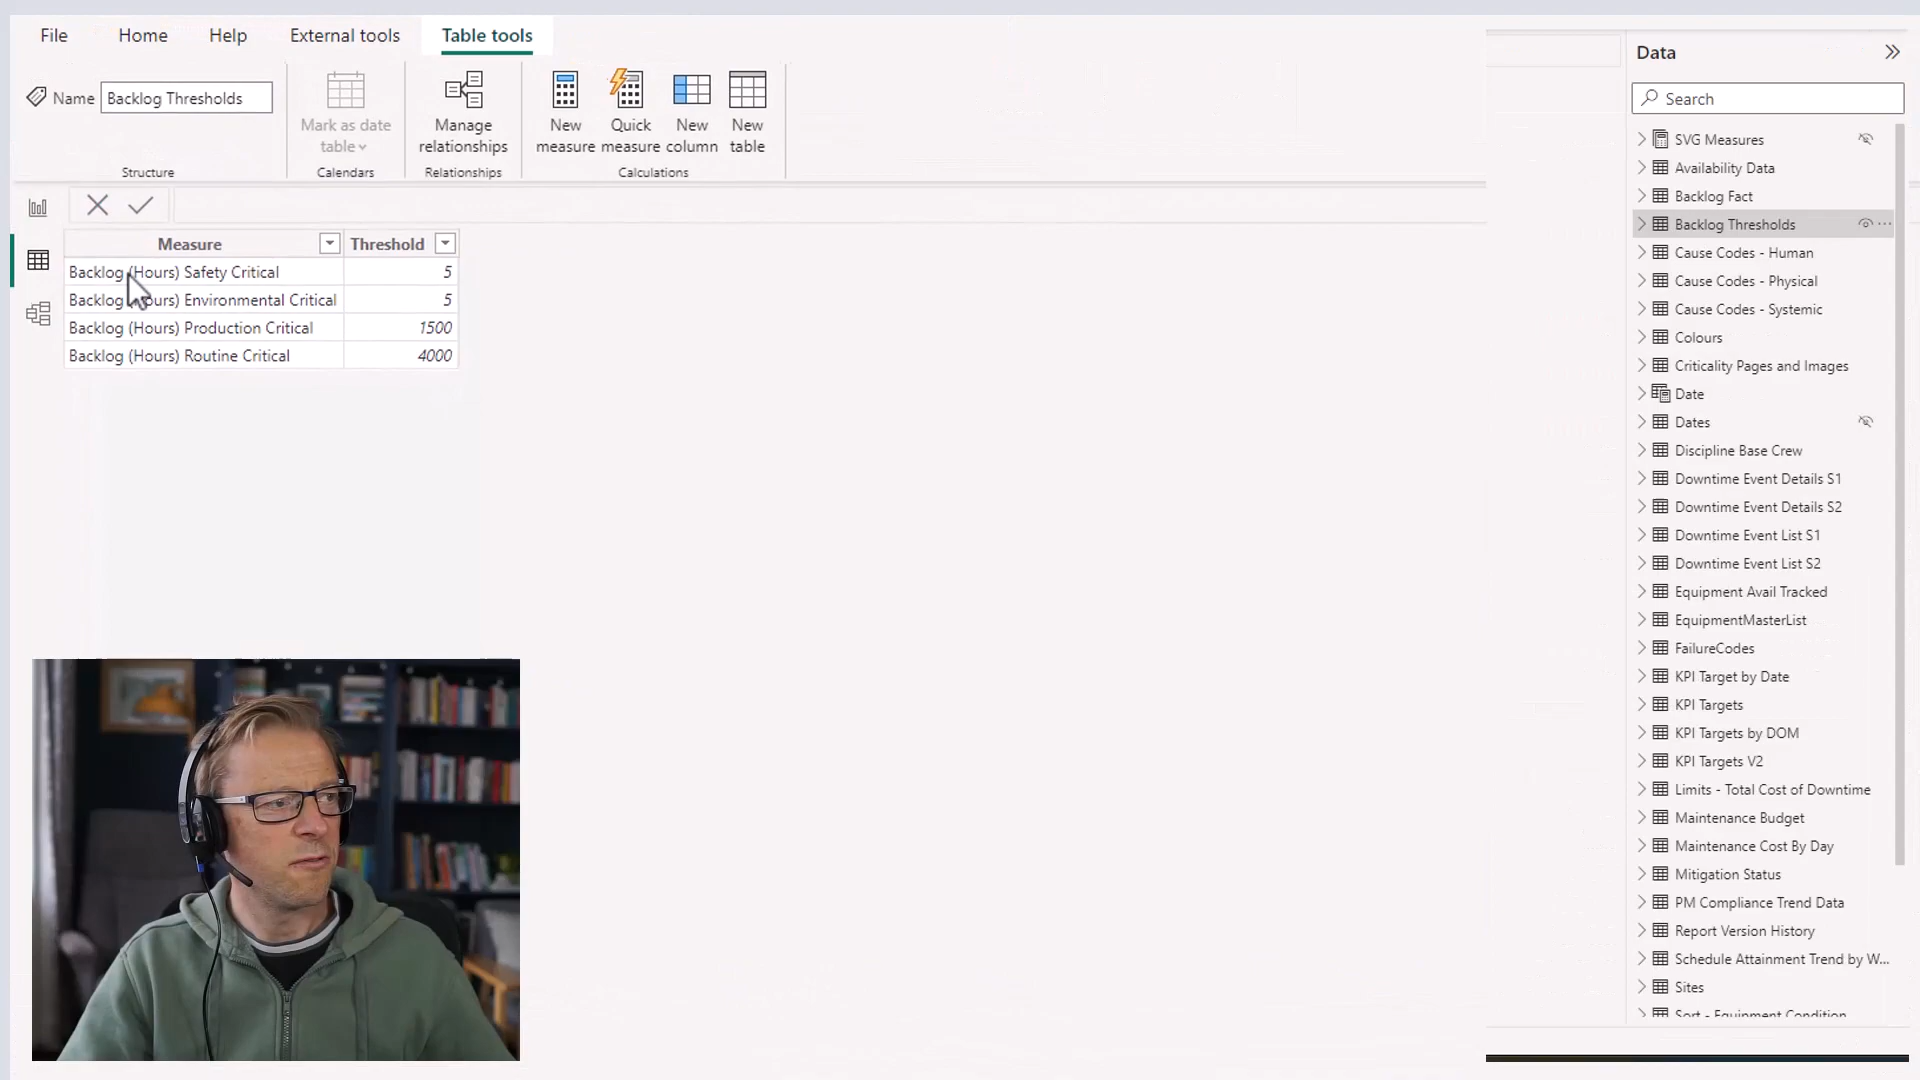 File Home Help External tools Table tools
Name Backlog Thresholds
Mark as date table
Manage relationships
New measure
Quick measure
New column
New table
Structure Calendars Relationships Calculations
Measure Threshold
Backlog (Hours) Safety Critical 5
Backlog (Hours) Environmental Critical 5
Backlog (Hours) Production Critical 1500
Backlog (Hours) Routine Critical 4000
Data
Search
SVG Measures
Availability Data
Backlog Fact
Backlog Thresholds
Cause Codes - Human
Cause Codes - Physical
Cause Codes - Systemic
Colours
Criticality Pages and Images
Date
Dates
Discipline Base Crew
Downtime Event Details S1
Downtime Event Details S2
Downtime Event List S1
Downtime Event List S2
Equipment Avail Tracked
EquipmentMasterList
FailureCodes
KPI Target by Date
KPI Targets
KPI Targets by DOM
KPI Targets V2
Limits - Total Cost of Downtime
Maintenance Budget
Maintenance Cost By Day
Mitigation Status
PM Compliance Trend Data
Report Version History
Schedule Attainment Trend by W...
Sites
Sort - Equipment Condition